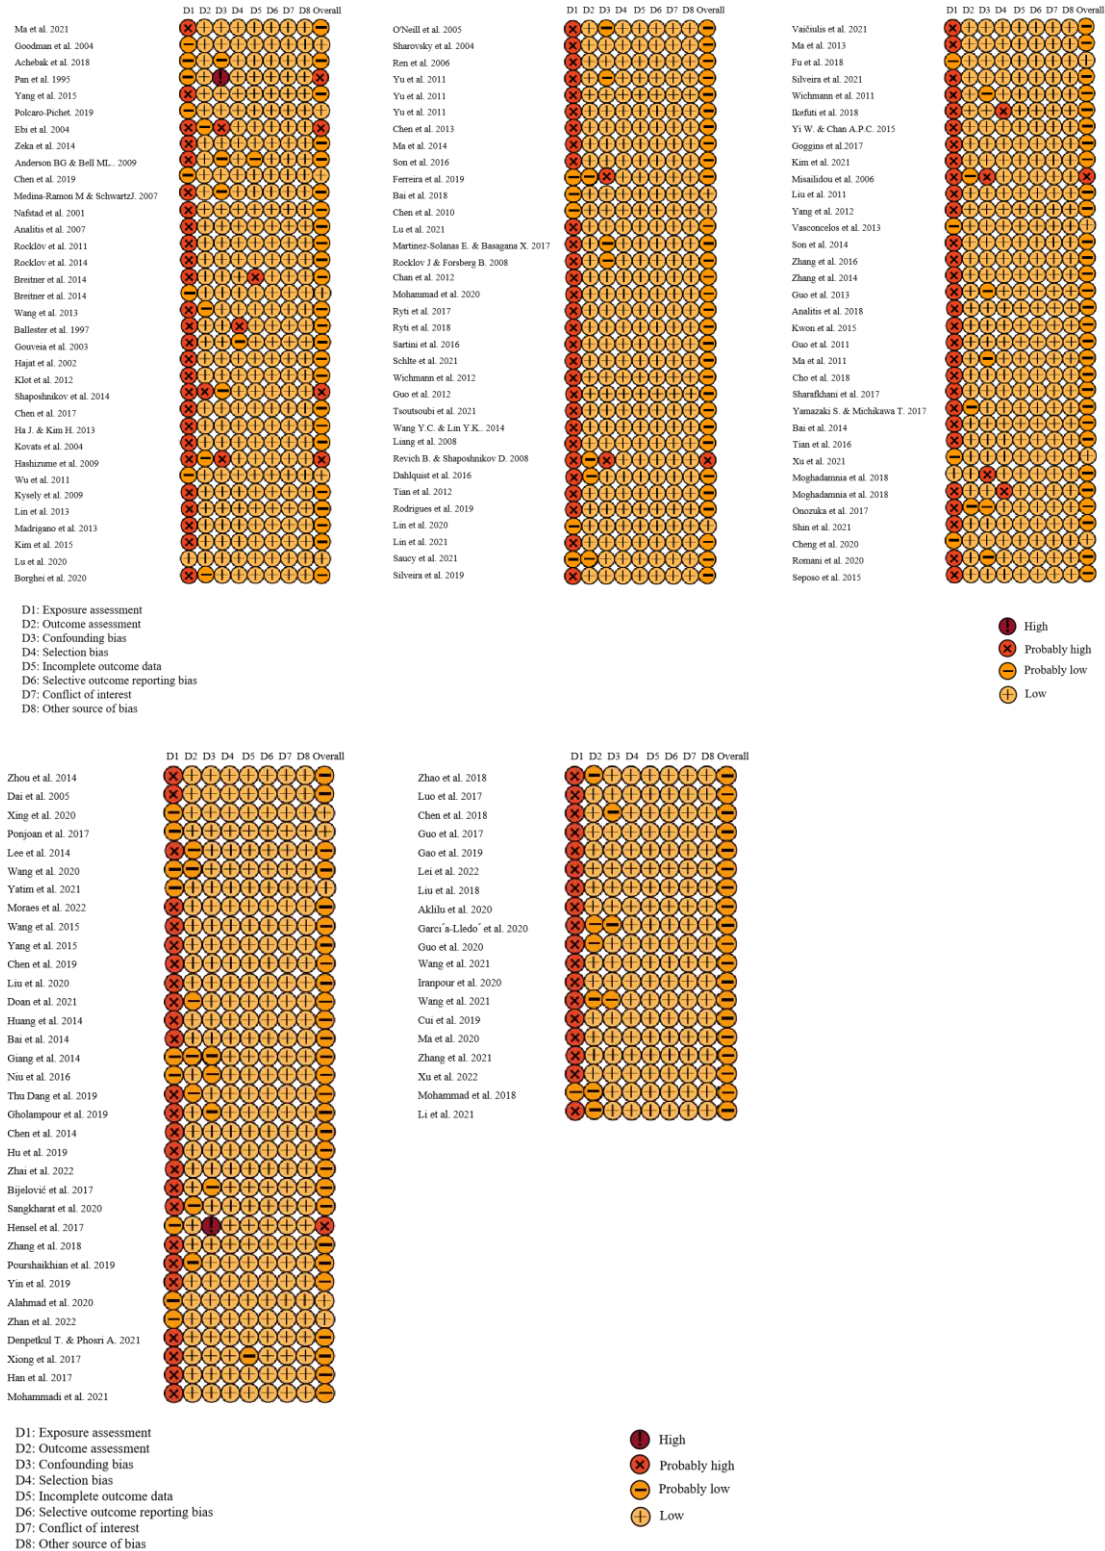 D1 D2 D3 D4 D5 D6 D7 D8 Overall
Ma et al. 2021
Goodman et al. 2004
Achebak et al. 2018
Pan et al. 1995
Yang et al. 2015
Polcaro-Pichet. 2019
Ebi et al. 2004
Zeka et al. 2014
Anderson BG & Bell ML.. 2009
Chen et al. 2019
Medina-Ramon M & SchwartzJ. 2007
Nafstad et al. 2001
Analitis et al. 2007
Rocklöv et al. 2011
Rocklov et al. 2014
Breitner et al. 2014
Breitner et al. 2014
Wang et al. 2013
Ballester et al. 1997
Gouveia et al. 2003
Hajat et al. 2002
Klot et al. 2012
Shaposhnikov et al. 2014
Chen et al. 2017
Ha J. & Kim H. 2013
Kovats et al. 2004
Hashizume et al. 2009
Wu et al. 2011
Kysely et al. 2009
Lin et al. 2013
Madrigano et al. 2013
Kim et al. 2015
Lu et al. 2020
Borghei et al. 2020
D1 D2 D3 D4 D5 D6 D7 D8 Overall
O'Neill et al. 2005
Sharovsky et al. 2004
Ren et al. 2006
Yu et al. 2011
Yu et al. 2011
Yu et al. 2011
Chen et al. 2013
Ma et al. 2014
Son et al. 2016
Ferreira et al. 2019
Bai et al. 2018
Chen et al. 2010
Lu et al. 2021
Martinez-Solanas E. & Basagana X. 2017
Rocklov J & Forsberg B. 2008
Chan et al. 2012
Mohammad et al. 2020
Ryti et al. 2017
Ryti et al. 2018
Sartini et al. 2016
Schlte et al. 2021
Wichmann et al. 2012
Guo et al. 2012
Tsoutsoubi et al. 2021
Wang Y.C. & Lin Y.K.. 2014
Liang et al. 2008
Revich B. & Shaposhnikov D. 2008
Dahlquist et al. 2016
Tian et al. 2012
Rodrigues et al. 2019
Lin et al. 2020
Lin et al. 2021
Saucy et al. 2021
Silveira et al. 2019
D1 D2 D3 D4 D5 D6 D7 D8 Overall
Vaičiulis et al. 2021
Ma et al. 2013
Fu et al. 2018
Silveira et al. 2021
Wichmann et al. 2011
Ikefuti et al. 2018
Yi W. & Chan A.P.C. 2015
Goggins et al.2017
Kim et al. 2021
Misailidou et al. 2006
Liu et al. 2011
Yang et al. 2012
Vasconcelos et al. 2013
Son et al. 2014
Zhang et al. 2016
Zhang et al. 2014
Guo et al. 2013
Analitis et al. 2018
Kwon et al. 2015
Guo et al. 2011
Ma et al. 2011
Cho et al. 2018
Sharafkhani et al. 2017
Yamazaki S. & Michikawa T. 2017
Bai et al. 2014
Tian et al. 2016
Xu et al. 2021
Moghadamnia et al. 2018
Moghadamnia et al. 2018
Onozuka et al. 2017
Shin et al. 2021
Cheng et al. 2020
Romani et al. 2020
Seposo et al. 2015
D1: Exposure assessment
D2: Outcome assessment
D3: Confounding bias
D4: Selection bias
D5: Incomplete outcome data
D6: Selective outcome reporting bias
D7: Conflict of interest
D8: Other source of bias
High
Probably high
Probably low
Low
D1 D2 D3 D4 D5 D6 D7 D8 Overall
Zhou et al. 2014
Dai et al. 2005
Xing et al. 2020
Ponjoan et al. 2017
Lee et al. 2014
Wang et al. 2020
Yatim et al. 2021
Moraes et al. 2022
Wang et al. 2015
Yang et al. 2015
Chen et al. 2019
Liu et al. 2020
Doan et al. 2021
Huang et al. 2014
Bai et al. 2014
Giang et al. 2014
Niu et al. 2016
Thu Dang et al. 2019
Gholampour et al. 2019
Chen et al. 2014
Hu et al. 2019
Zhai et al. 2022
Bijelović et al. 2017
Sangkharat et al. 2020
Hensel et al. 2017
Zhang et al. 2018
Pourshaikhian et al. 2019
Yin et al. 2019
Alahmad et al. 2020
Zhan et al. 2022
Denpetkul T. & Phosri A. 2021
Xiong et al. 2017
Han et al. 2017
Mohammadi et al. 2021
D1 D2 D3 D4 D5 D6 D7 D8 Overall
Zhao et al. 2018
Luo et al. 2017
Chen et al. 2018
Guo et al. 2017
Gao et al. 2019
Lei et al. 2022
Liu et al. 2018
Aklilu et al. 2020
Garcı´a-Lledo´ et al. 2020
Guo et al. 2020
Wang et al. 2021
Iranpour et al. 2020
Wang et al. 2021
Cui et al. 2019
Ma et al. 2020
Zhang et al. 2021
Xu et al. 2022
Mohammad et al. 2018
Li et al. 2021
D1: Exposure assessment
D2: Outcome assessment
D3: Confounding bias
D4: Selection bias
D5: Incomplete outcome data
D6: Selective outcome reporting bias
D7: Conflict of interest
D8: Other source of bias
High
Probably high
Probably low
Low